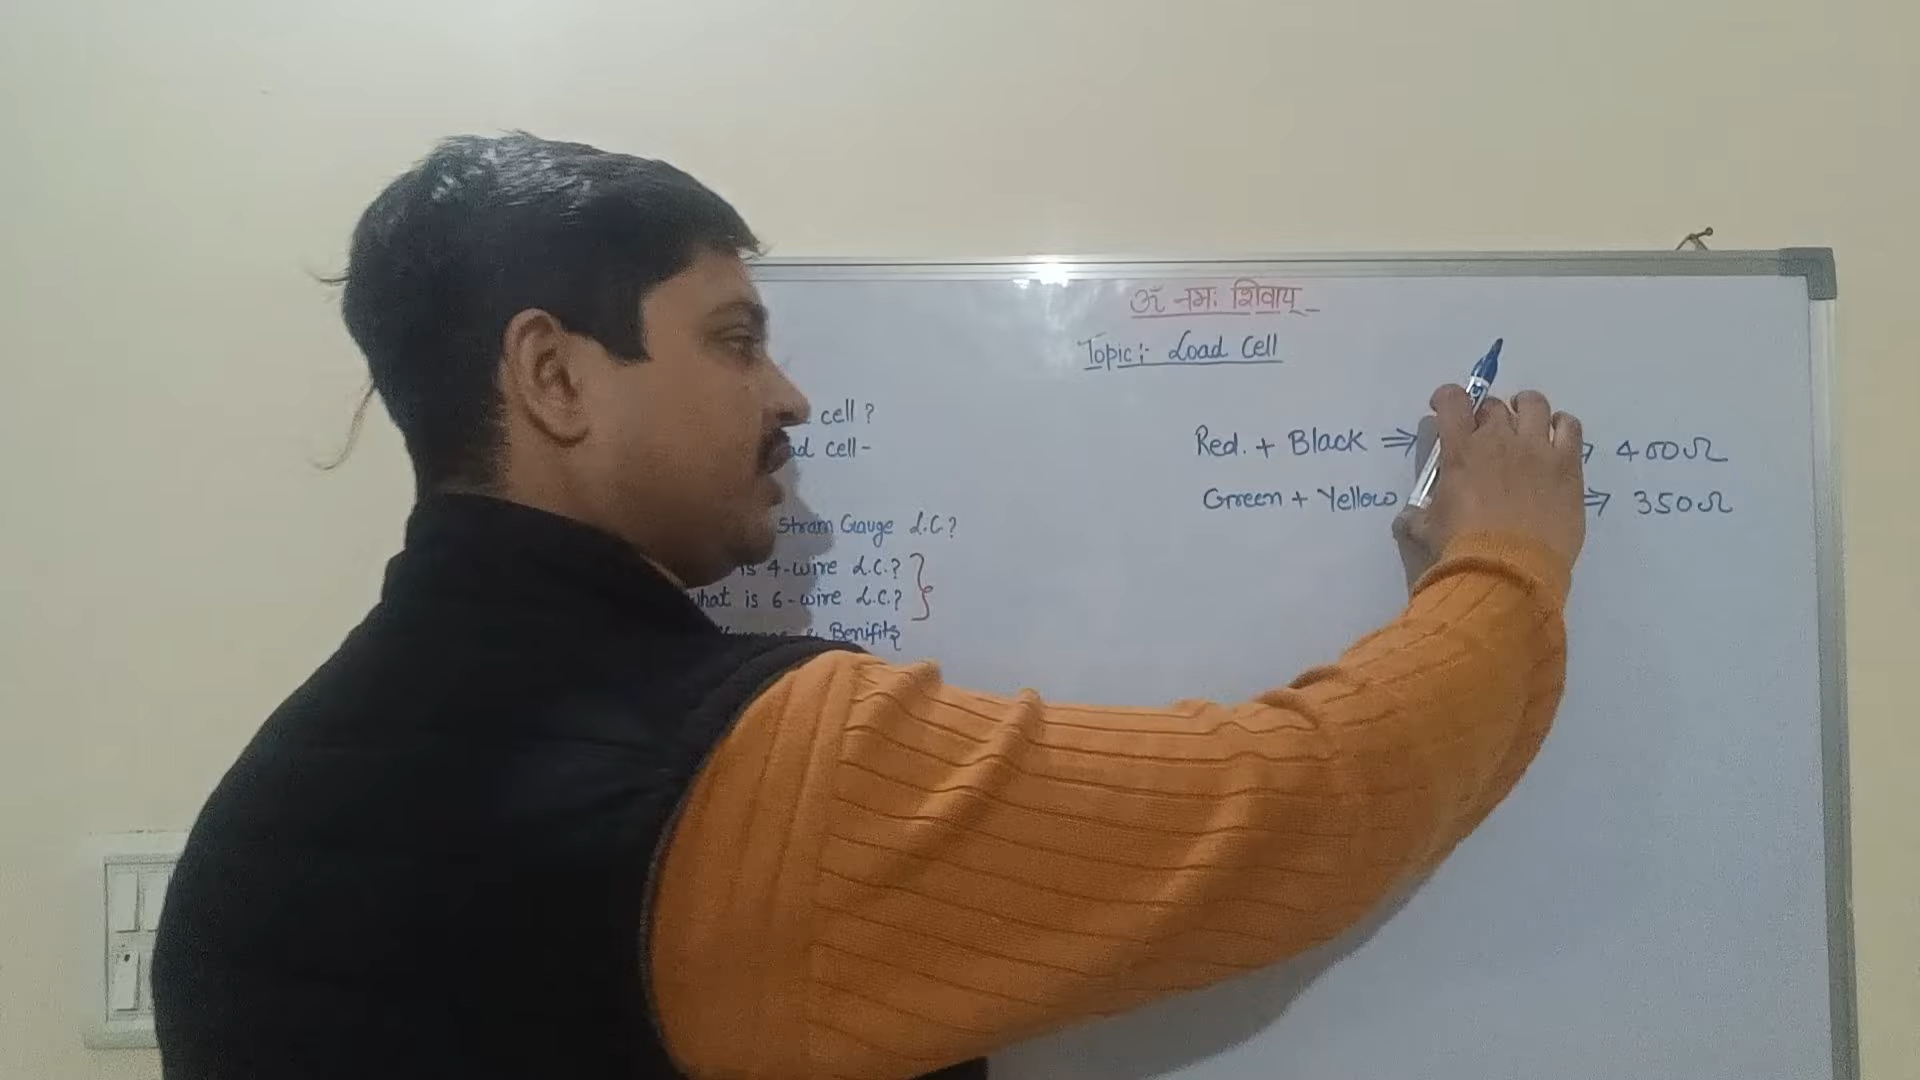 ॐ नमः शिवाय्
Topic:- Load Cell
cell ?
ad cell-
Stram Gauge L.C.?
is 4-wire L.C.?
what is 6-wire L.C.?
& Benifits
Red. + Black ⇒ 400Ω
Green + Yellow ⇒ 350Ω